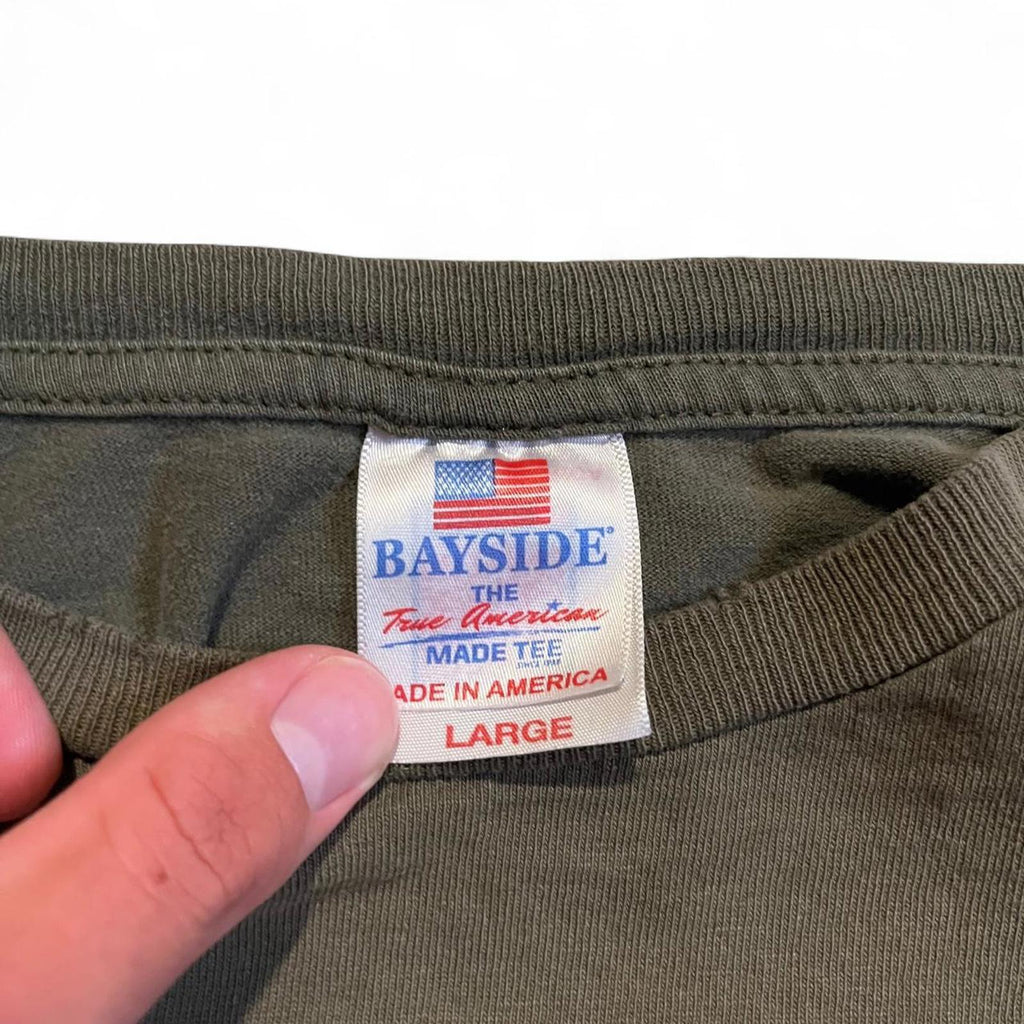 BAYSIDE®
THE
True American
MADE TEE
ADE IN AMERICA
LARGE